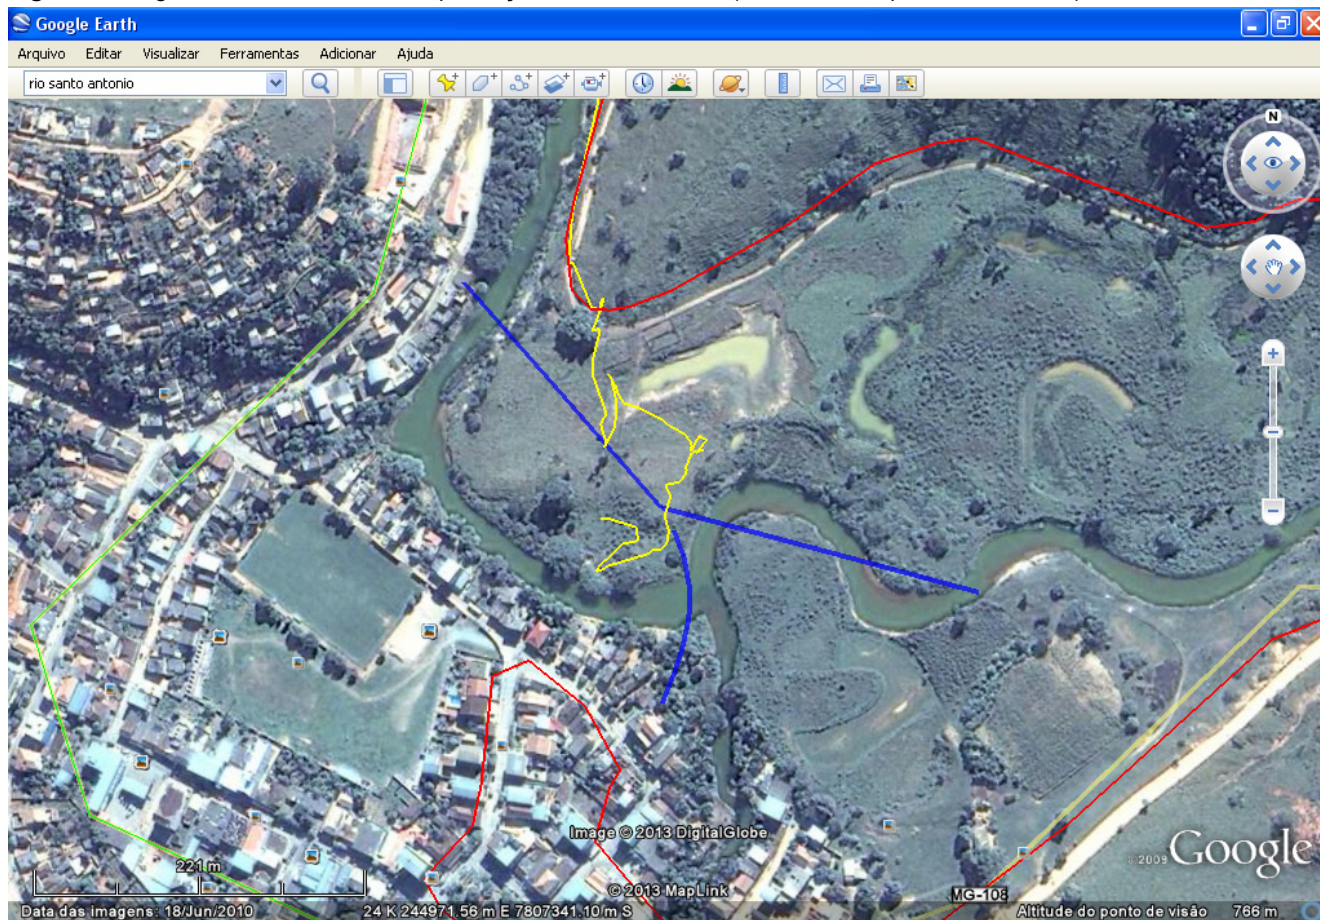 Google Earth
Arquivo Editar Visualizar Ferramentas Adicionar Ajuda
rio santo antonio
N
Image © 2013 DigitalGlobe
©2009 Google
221 m
© 2013 MapLink
MG-108
Data das imagens: 18/Jun/2010 24 K 244971.56 m E 7807341.10 m S Altitude do ponto de visão 766 m